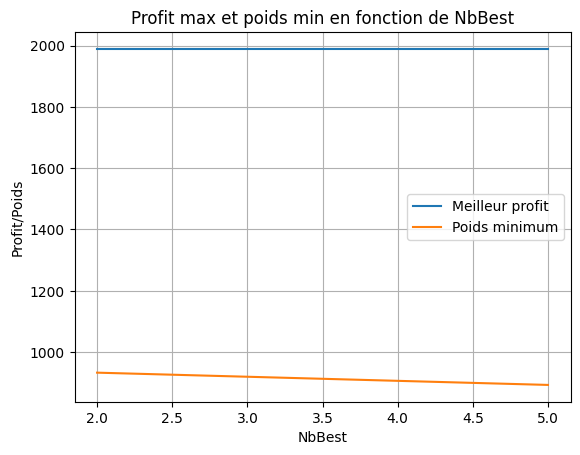 Profit max et poids min en fonction de NbBest
2000
1800
1600
1400
1200
1000
Profit/Poids
Meilleur profit
Poids minimum
2.0 2.5 3.0 3.5 4.0 4.5 5.0
NbBest